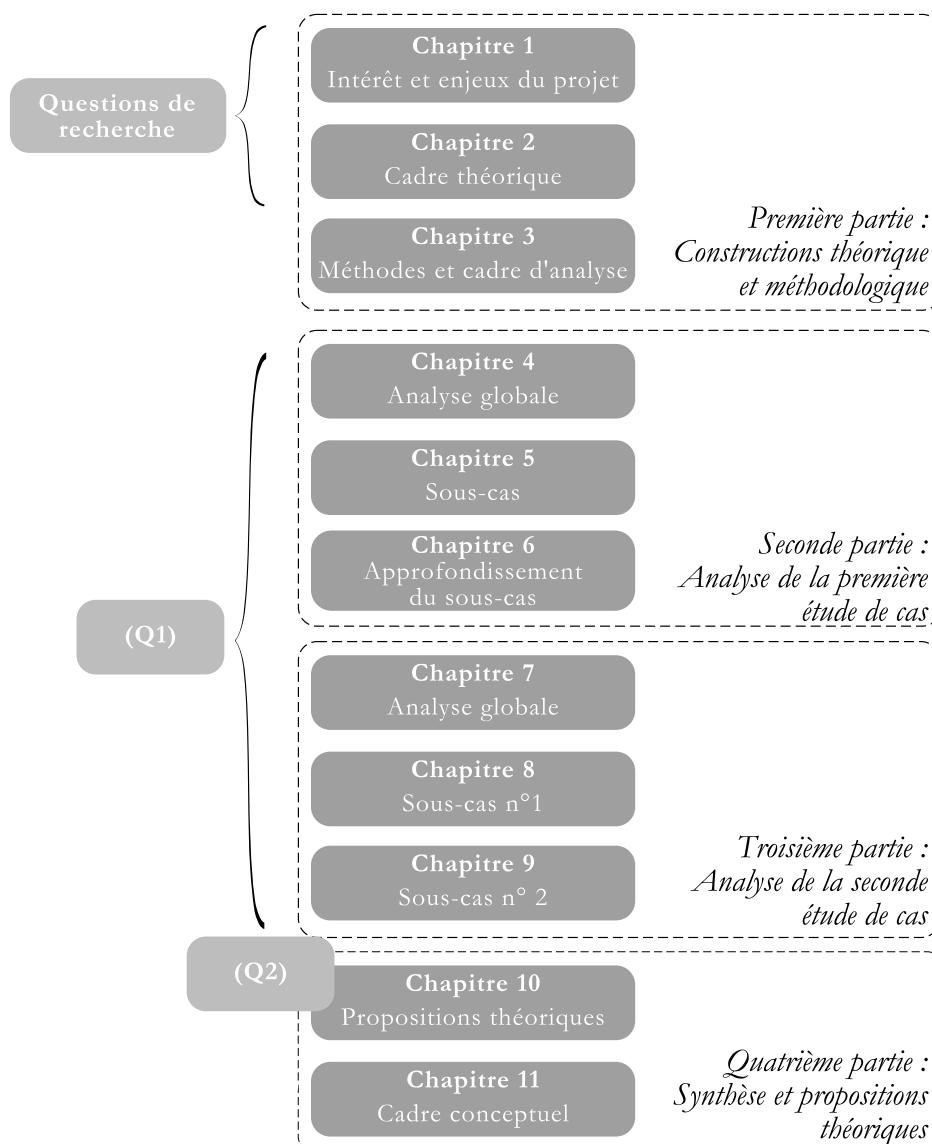 Questions de
recherche
Chapitre 1
Intérêt et enjeux du projet
Chapitre 2
Cadre théorique
Chapitre 3
Méthodes et cadre d'analyse
Première partie :
Constructions théorique
et méthodologique
(Q1)
Chapitre 4
Analyse globale
Chapitre 5
Sous-cas
Chapitre 6
Approfondissement
du sous-cas
Seconde partie :
Analyse de la première
étude de cas
Chapitre 7
Analyse globale
Chapitre 8
Sous-cas n°1
Chapitre 9
Sous-cas n° 2
Troisième partie :
Analyse de la seconde
étude de cas
(Q2)
Chapitre 10
Propositions théoriques
Chapitre 11
Cadre conceptuel
Quatrième partie :
Synthèse et propositions
théoriques